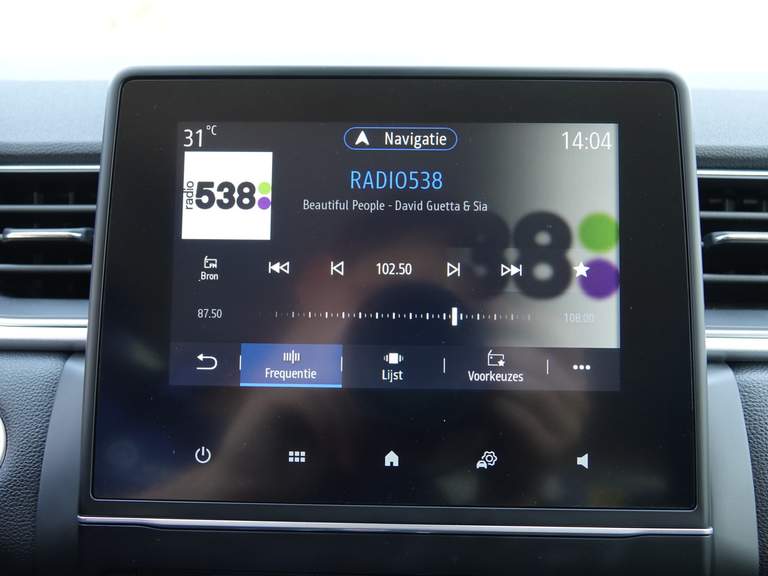 31°C
Navigatie
14:04
radio 538
RADIO538
Beautiful People - David Guetta & Sia
38
Bron
102.50
87.50
108.00
Frequentie
Lijst
Voorkeuzes